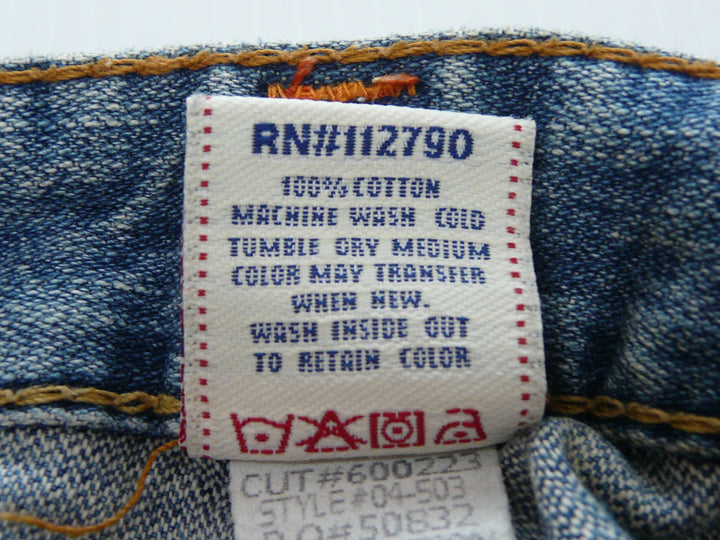 RN#112790
100% COTTON
MACHINE WASH COLD
TUMBLE DRY MEDIUM
COLOR MAY TRANSFER
WHEN NEW.
WASH INSIDE OUT
TO RETAIN COLOR
CUT#600223
STYLE#04-503
P.O#50832